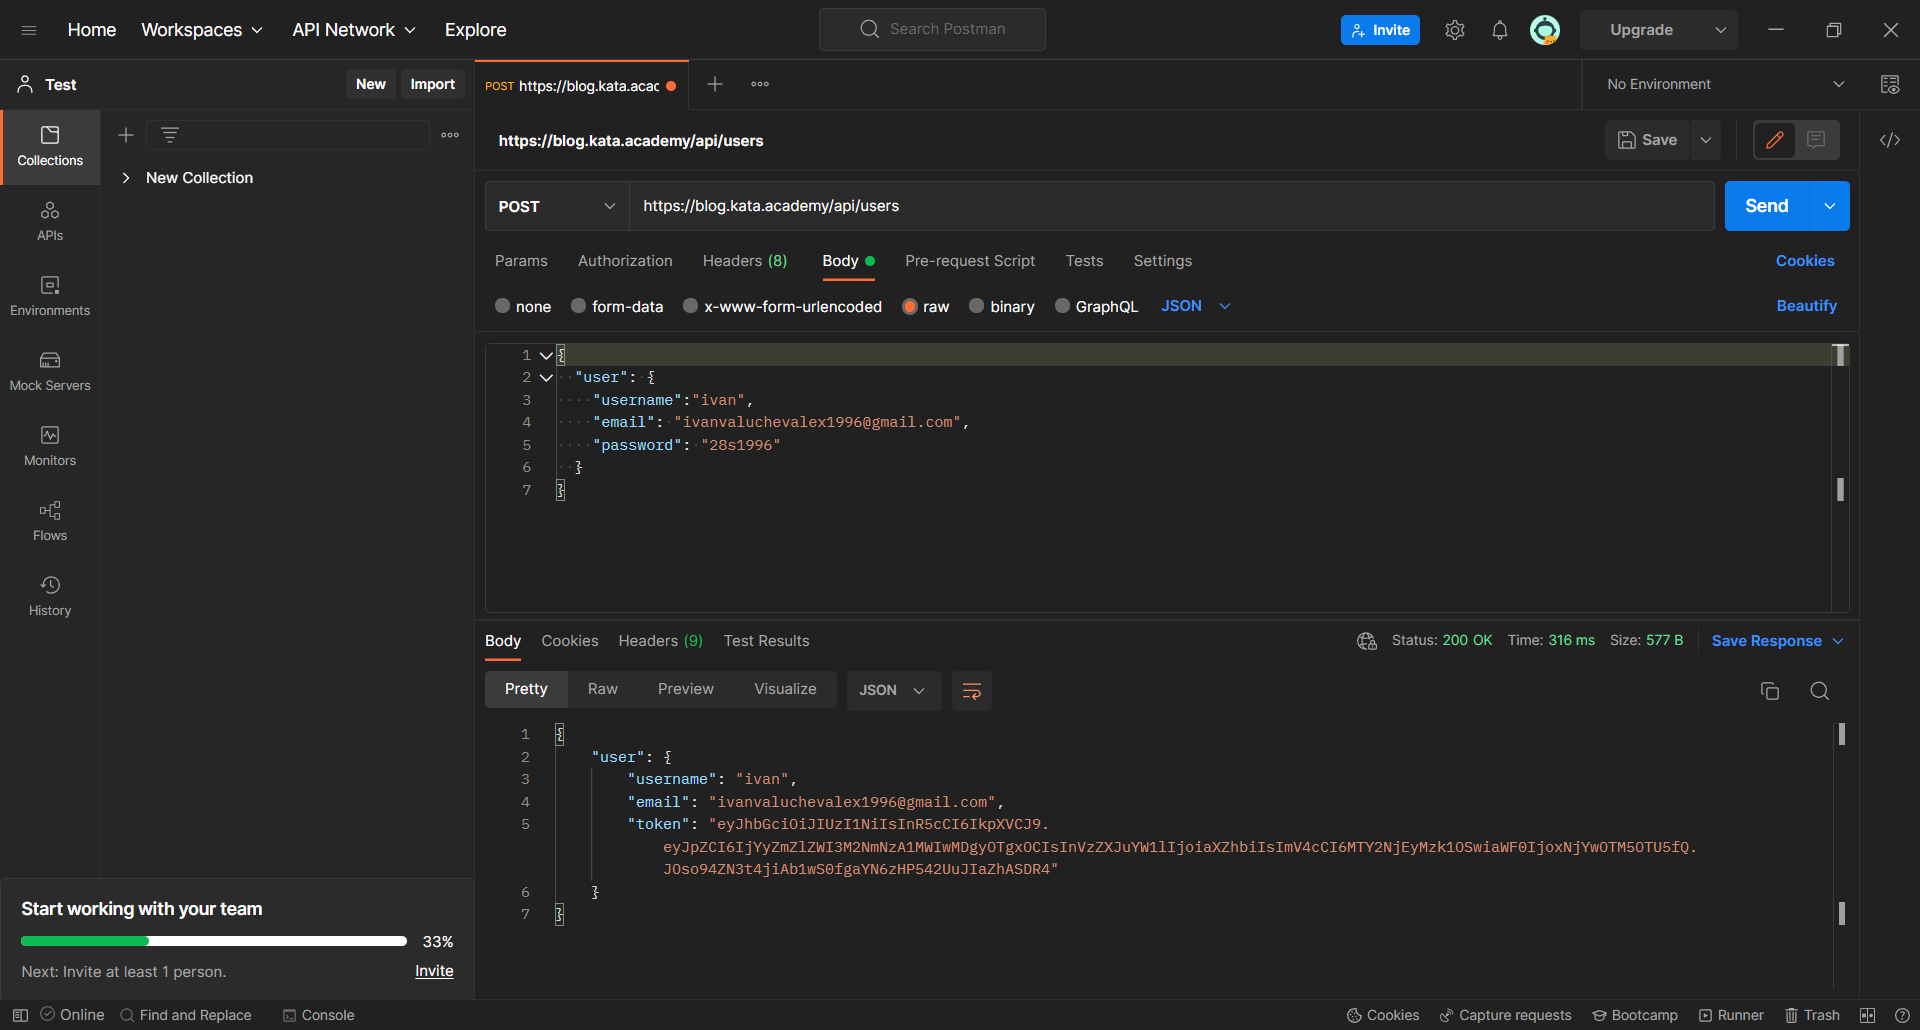 Home Workspaces API Network Explore Search Postman Invite Upgrade
Test New Import POST https://blog.kata.acac No Environment
Collections
APIs
Environments
Mock Servers
Monitors
Flows
History
New Collection
https://blog.kata.academy/api/users Save
POST https://blog.kata.academy/api/users Send
Params Authorization Headers (8) Body Pre-request Script Tests Settings Cookies
none form-data x-www-form-urlencoded raw binary GraphQL JSON Beautify
1 {
2 "user": {
3 "username":"ivan",
4 "email": "ivanvaluchevalex1996@gmail.com",
5 "password": "28s1996"
6 }
7 }
Body Cookies Headers (9) Test Results Status: 200 OK Time: 316 ms Size: 577 B Save Response
Pretty Raw Preview Visualize JSON
1 {
2 "user": {
3 "username": "ivan",
4 "email": "ivanvaluchevalex1996@gmail.com",
5 "token": "eyJhbGciOiJIUzI1NiIsInR5cCI6IkpXVCJ9.
eyJpZCI6IjYyZmZlZWI3M2NmNzA1MWIwMDgyOTgxOCIsInVzZXJuYW1lIjoiaXZhbiIsImV4cCI6MTY2NjEyMzk1OSwiaWF0IjoxNjYwOTM5OTU5fQ.
JOso94ZN3t4jiAb1wS0fgaYN6zHP542UuJIaZhASDR4"
6 }
7 }
Start working with your team
33%
Next: Invite at least 1 person. Invite
Online Find and Replace Console Cookies Capture requests Bootcamp Runner Trash